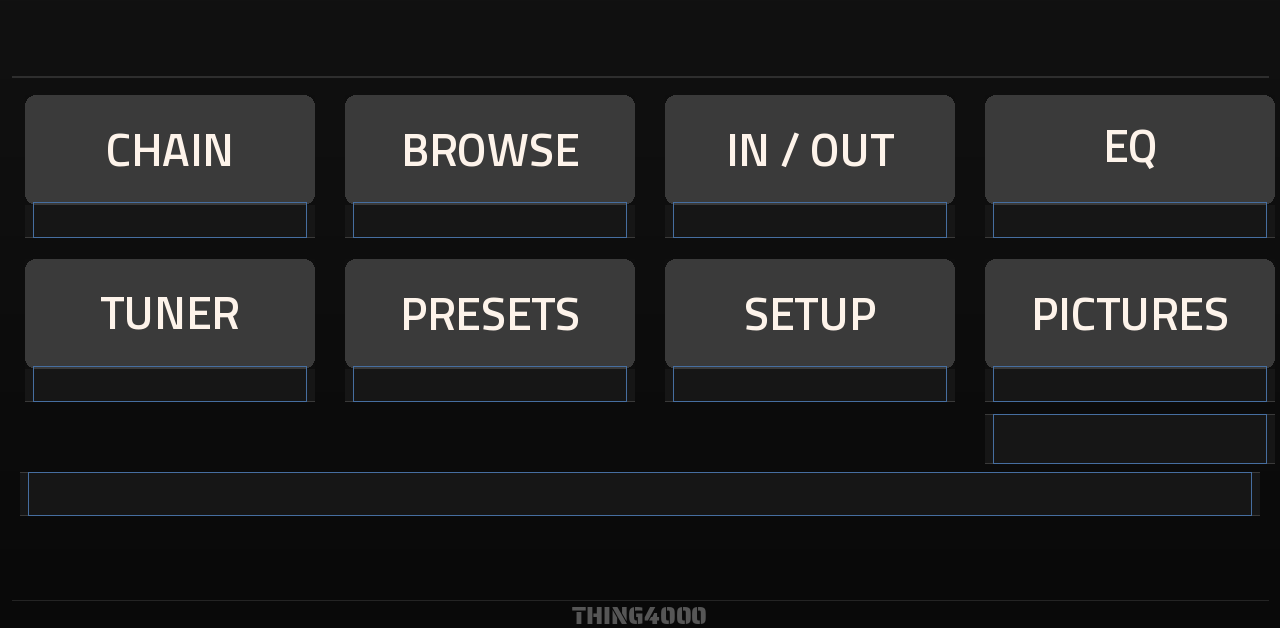 CHAIN BROWSE IN / OUT EQ
TUNER PRESETS SETUP PICTURES
THING4000